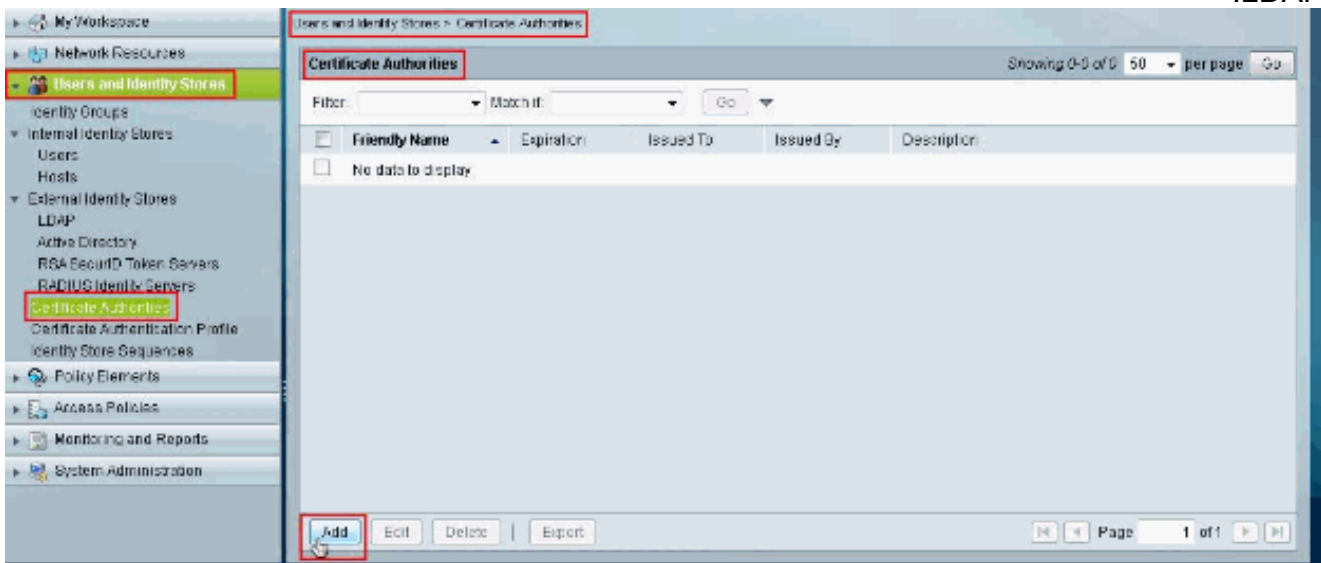 My Workspace
Network Resources
Users and Identity Stores
Identity Groups
Internal Identity Stores
Users
Hosts
External Identity Stores
LDAP
Active Directory
RSA SecurID Token Servers
RADIUS Identity Servers
Certificate Authorities
Certificate Authentication Profile
Identity Store Sequences
Policy Elements
Access Policies
Monitoring and Reports
System Administration
Users and Identity Stores > Certificate Authorities
Certificate Authorities Showing 0-0 of 0 50 per page Go
Filter: Match if: Go
Friendly Name Expiration Issued To Issued By Description
No data to display
Add Edit Delete | Export Page 1 of 1